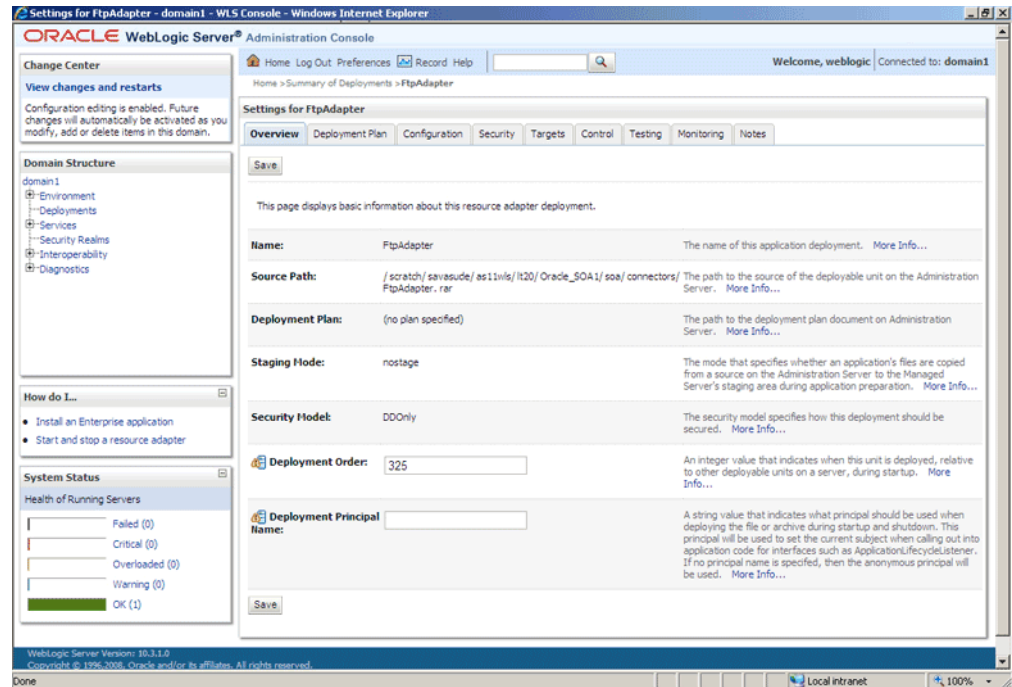 Settings for FtpAdapter - domain1 - WLS Console - Windows Internet Explorer
ORACLE WebLogic Server® Administration Console
Change Center
View changes and restarts
Configuration editing is enabled. Future
changes will automatically be activated as you
modify, add or delete items in this domain.
Domain Structure
domain1
Environment
Deployments
Services
Security Realms
Interoperability
Diagnostics
How do I...
Install an Enterprise application
Start and stop a resource adapter
System Status
Health of Running Servers
Failed (0)
Critical (0)
Overloaded (0)
Warning (0)
OK (1)
Home Log Out Preferences Record Help
Welcome, weblogic Connected to: domain1
Home >Summary of Deployments >FtpAdapter
Settings for FtpAdapter
Overview Deployment Plan Configuration Security Targets Control Testing Monitoring Notes
Save
This page displays basic information about this resource adapter deployment.
Name: FtpAdapter The name of this application deployment. More Info...
Source Path: /scratch/savasude/as11wls/lt20/Oracle_SOA1/soa/connectors/ The path to the source of the deployable unit on the Administration
FtpAdapter.rar Server. More Info...
Deployment Plan: (no plan specified) The path to the deployment plan document on Administration
Server. More Info...
Staging Mode: nostage The mode that specifies whether an application's files are copied
from a source on the Administration Server to the Managed
Server's staging area during application preparation. More Info...
Security Model: DDOnly The security model specifies how this deployment should be
secured. More Info...
Deployment Order: 325 An integer value that indicates when this unit is deployed, relative
to other deployable units on a server, during startup. More
Info...
Deployment Principal A string value that indicates what principal should be used when
Name: deploying the file or archive during startup and shutdown. This
principal will be used to set the current subject when calling out into
application code for interfaces such as ApplicationLifecycleListener.
If no principal name is specifed, then the anonymous principal will
be used. More Info...
Save
WebLogic Server Version: 10.3.1.0
Copyright © 1996,2008, Oracle and/or its affiliates. All rights reserved.
Done Local intranet 100%